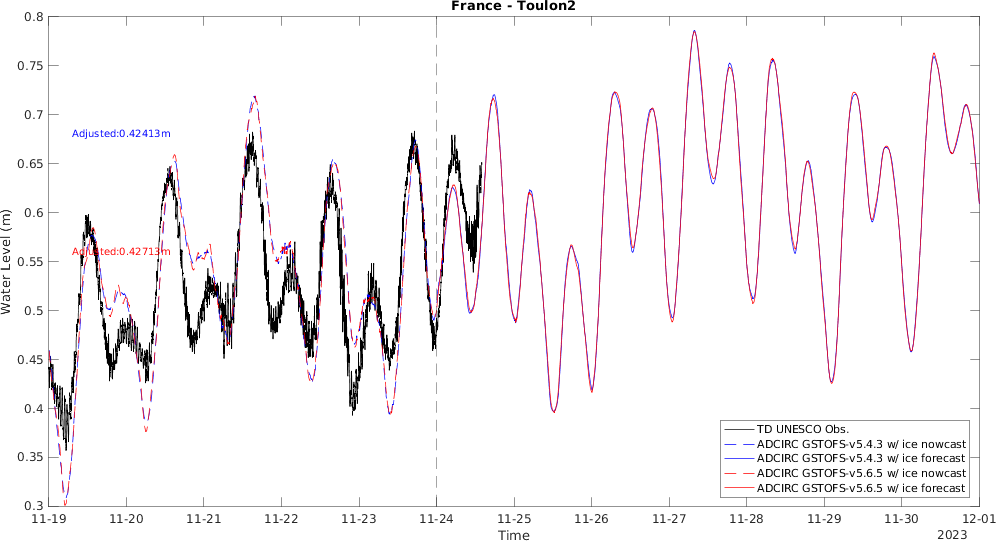 France - Toulon2
0.8
0.75
0.7
0.65
0.6
0.55
0.5
0.45
0.4
0.35
0.3
Water Level (m)
Adjusted:0.42413m
Adjusted:0.42713m
TD UNESCO Obs.
ADCIRC GSTOFS-v5.4.3 w/ ice nowcast
ADCIRC GSTOFS-v5.4.3 w/ ice forecast
ADCIRC GSTOFS-v5.6.5 w/ ice nowcast
ADCIRC GSTOFS-v5.6.5 w/ ice forecast
11-19 11-20 11-21 11-22 11-23 11-24 11-25 11-26 11-27 11-28 11-29 11-30 12-01
Time
2023